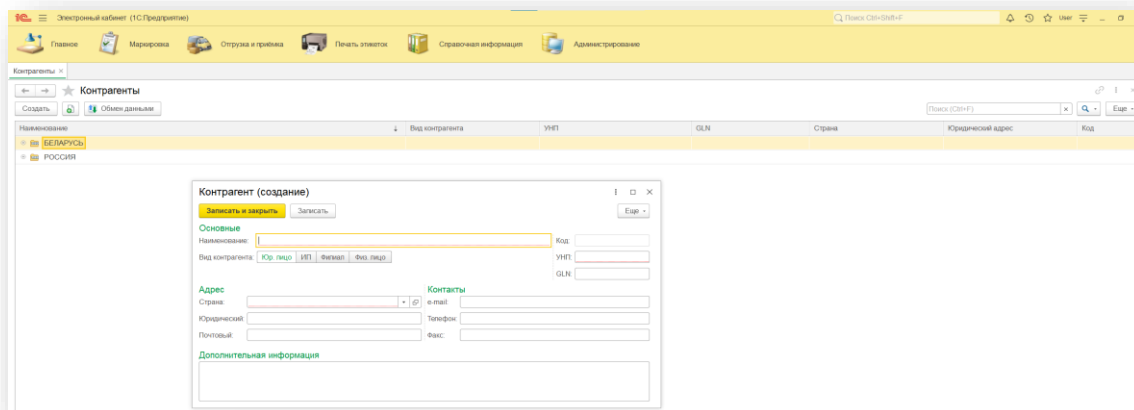 1С Электронный кабинет (1С:Предприятие) Поиск Ctrl+Shift+F User
Главное Маркировка Отгрузка и приёмка Печать этикеток Справочная информация Администрирование
Контрагенты ×
Контрагенты
Создать Обмен данными Поиск (Ctrl+F) × Еще
Наименование Вид контрагента УНП GLN Страна Юридический адрес Код
БЕЛАРУСЬ
РОССИЯ
Контрагент (создание)
Записать и закрыть Записать Еще
Основные
Наименование: Код:
Вид контрагента: Юр. лицо ИП Филиал Физ. лицо УНП:
GLN:
Адрес Контакты
Страна: e-mail:
Юридический: Телефон:
Почтовый: Факс:
Дополнительная информация